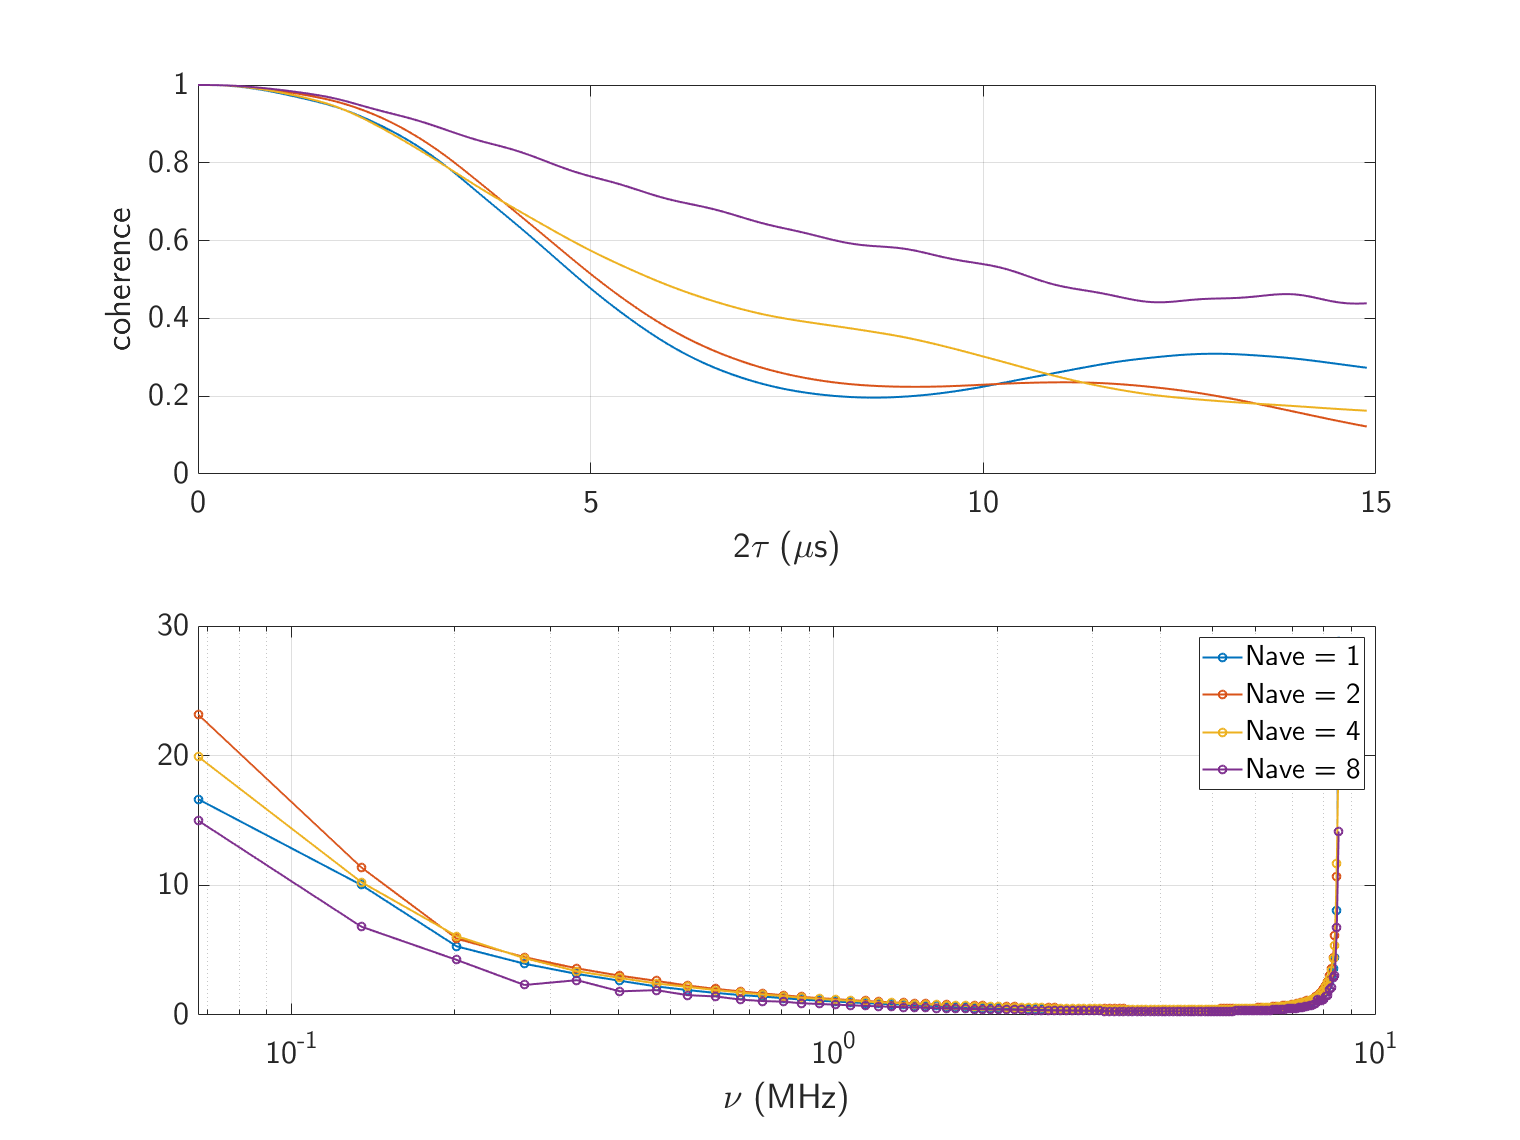 coherence
1
0.8
0.6
0.4
0.2
0
0 5 10 15
2τ (μs)
30
20
10
0
Nave = 1
Nave = 2
Nave = 4
Nave = 8
10^-1 10^0 10^1
ν (MHz)